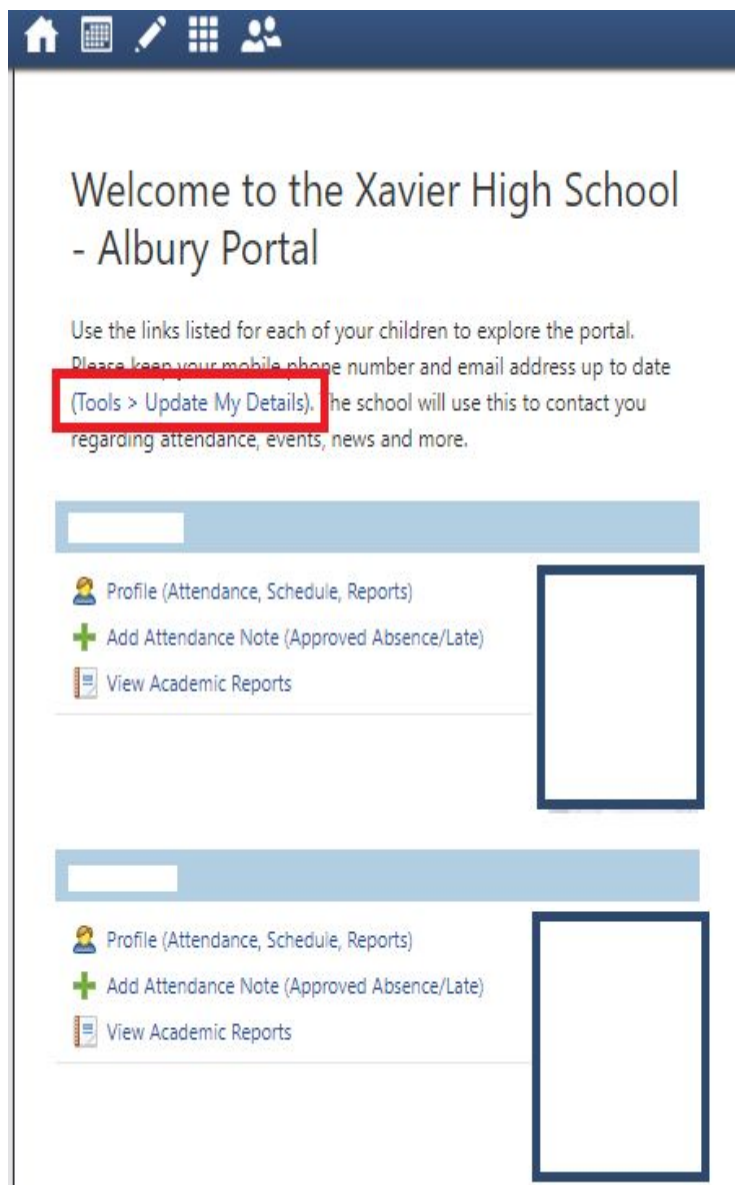 Welcome to the Xavier High School
- Albury Portal
Use the links listed for each of your children to explore the portal.
Please keep your mobile phone number and email address up to date
(Tools > Update My Details). The school will use this to contact you
regarding attendance, events, news and more.
Profile (Attendance, Schedule, Reports)
Add Attendance Note (Approved Absence/Late)
View Academic Reports
Profile (Attendance, Schedule, Reports)
Add Attendance Note (Approved Absence/Late)
View Academic Reports